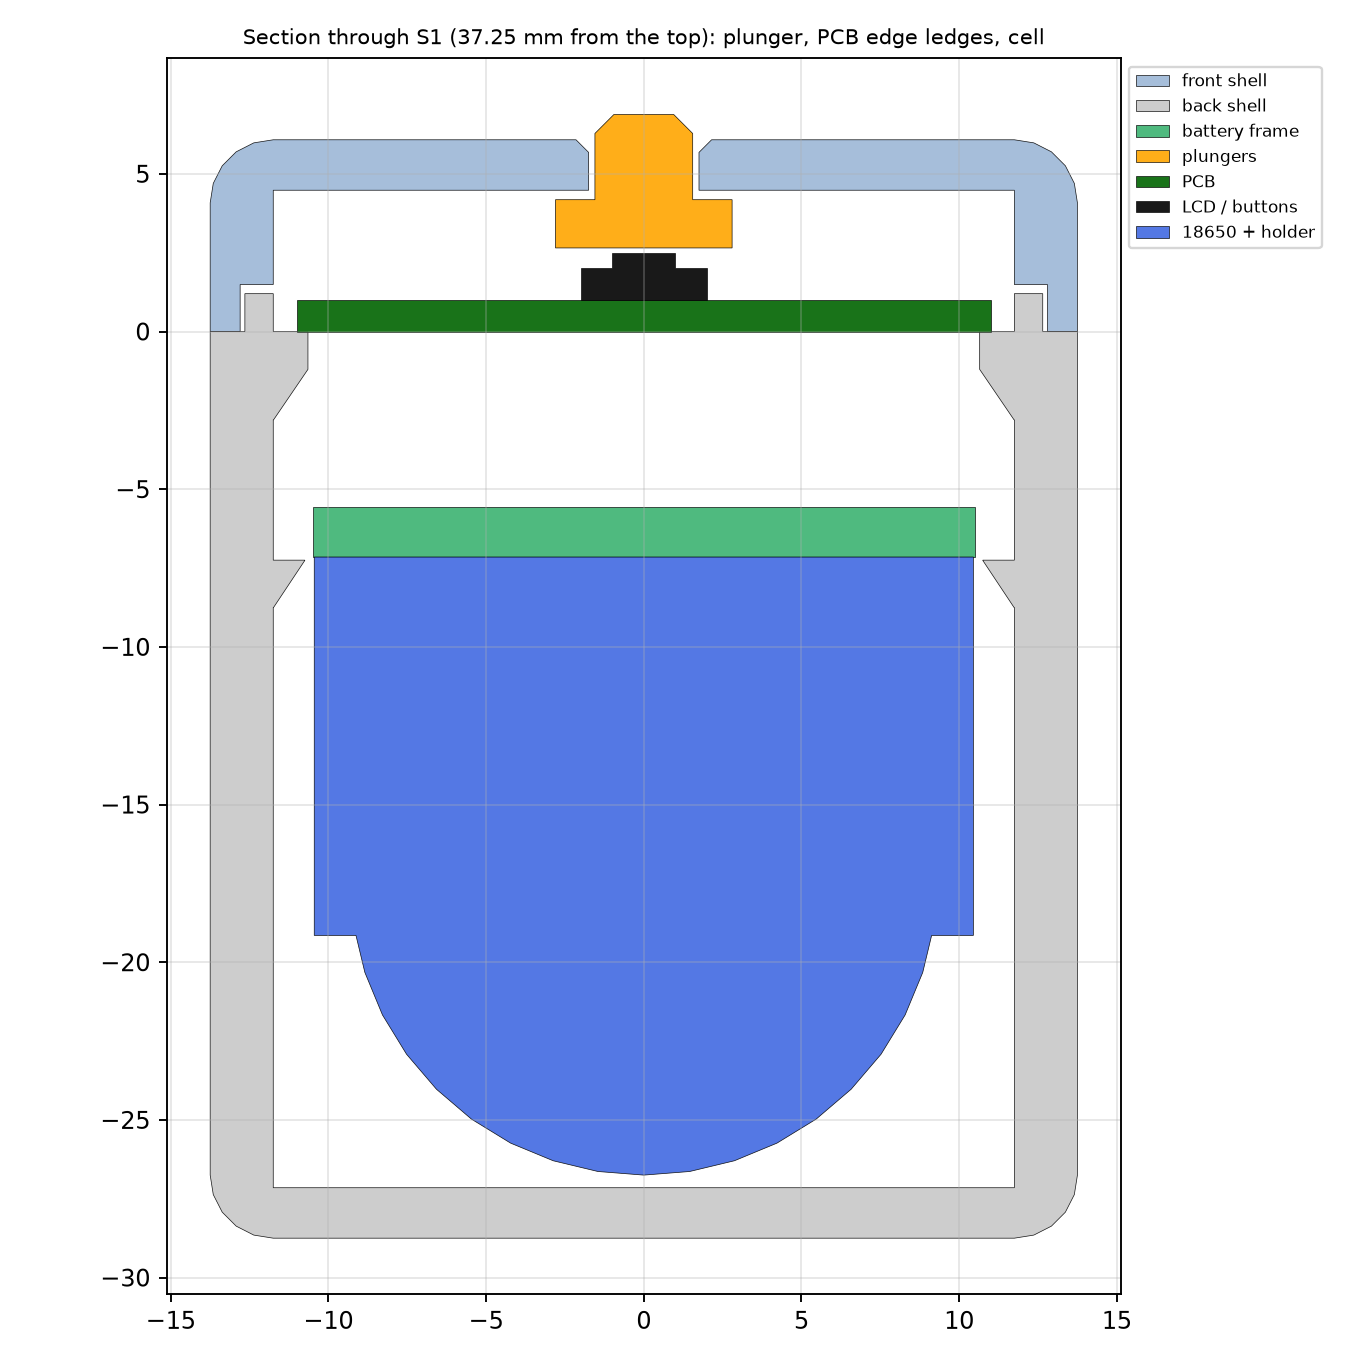 Section through S1 (37.25 mm from the top): plunger, PCB edge ledges, cell
front shell
back shell
battery frame
plungers
PCB
LCD / buttons
18650 + holder
5
0
−5
−10
−15
−20
−25
−30
−15
−10
−5
0
5
10
15